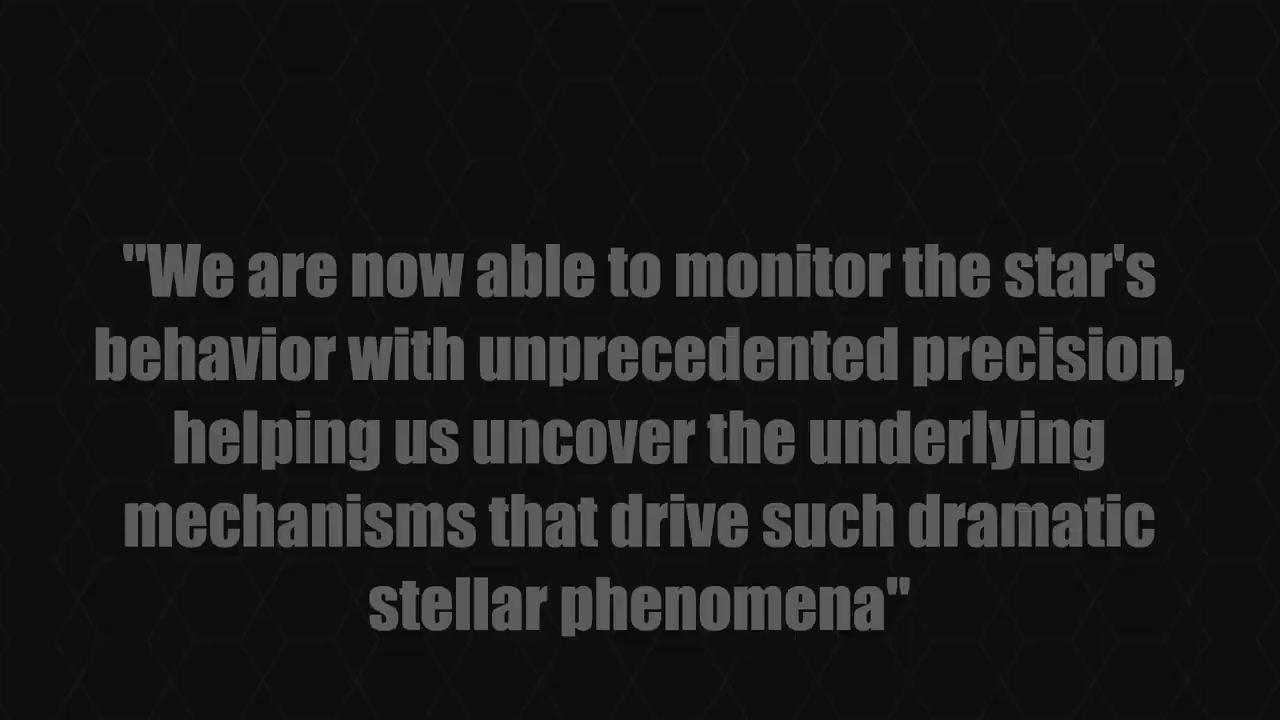 "We are now able to monitor the star's
behavior with unprecedented precision,
helping us uncover the underlying
mechanisms that drive such dramatic
stellar phenomena"